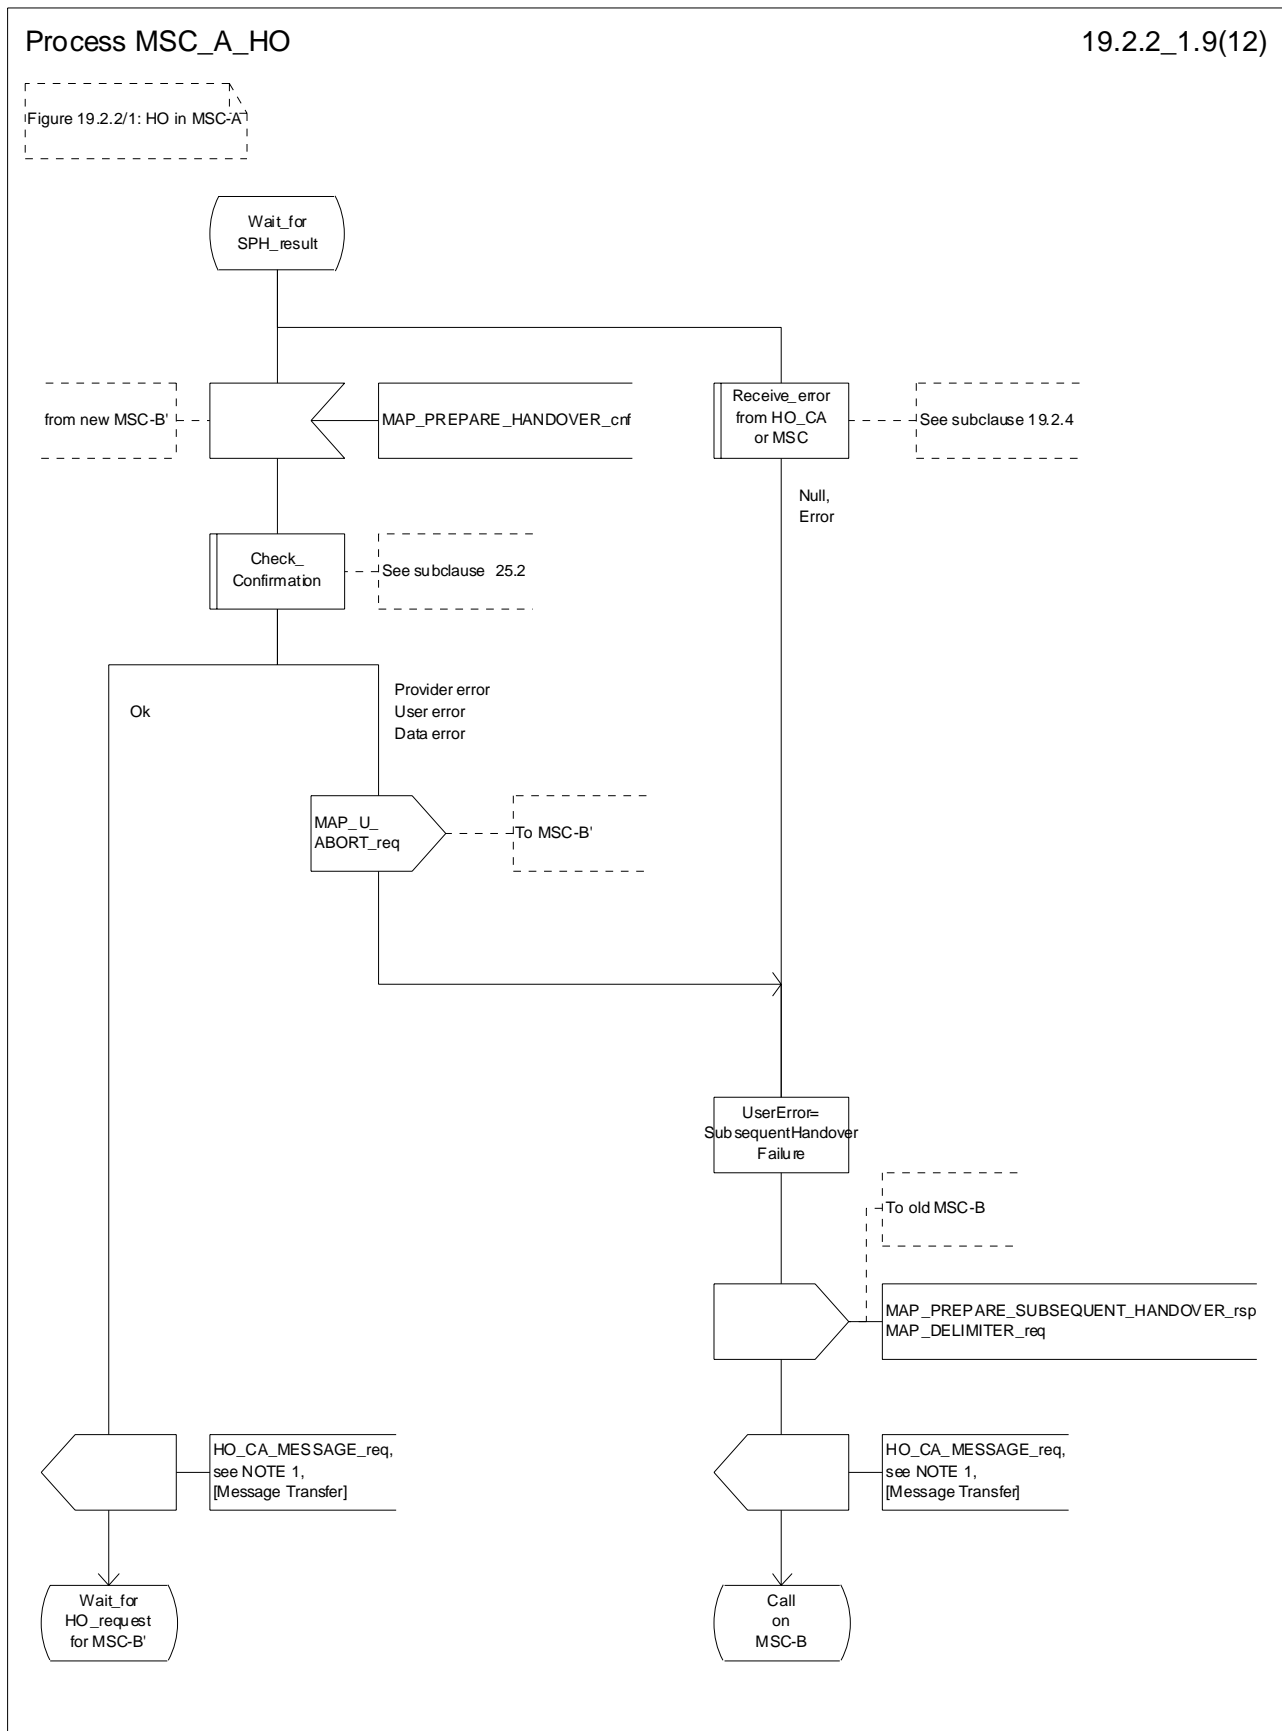 Process MSC_A_HO
19.2.2_1.9(12)
Figure 19.2.2/1: HO in MSC-A
Wait_for
SPH_result
from new MSC-B'
MAP_PREPARE_HANDOVER_cnf
Receive_error
from HO_CA
or MSC
See subclause 19.2.4
Null,
Error
Check_
Confirmation
See subclause 25.2
Ok
Provider error
User error
Data error
MAP_U_
ABORT_req
To MSC-B'
UserError=
SubsequentHandover
Failure
To old MSC-B
MAP_PREPARE_SUBSEQUENT_HANDOVER_rsp
MAP_DELIMITER_req
HO_CA_MESSAGE_req,
see NOTE 1,
[Message Transfer]
HO_CA_MESSAGE_req,
see NOTE 1,
[Message Transfer]
Wait_for
HO_request
for MSC-B'
Call
on
MSC-B